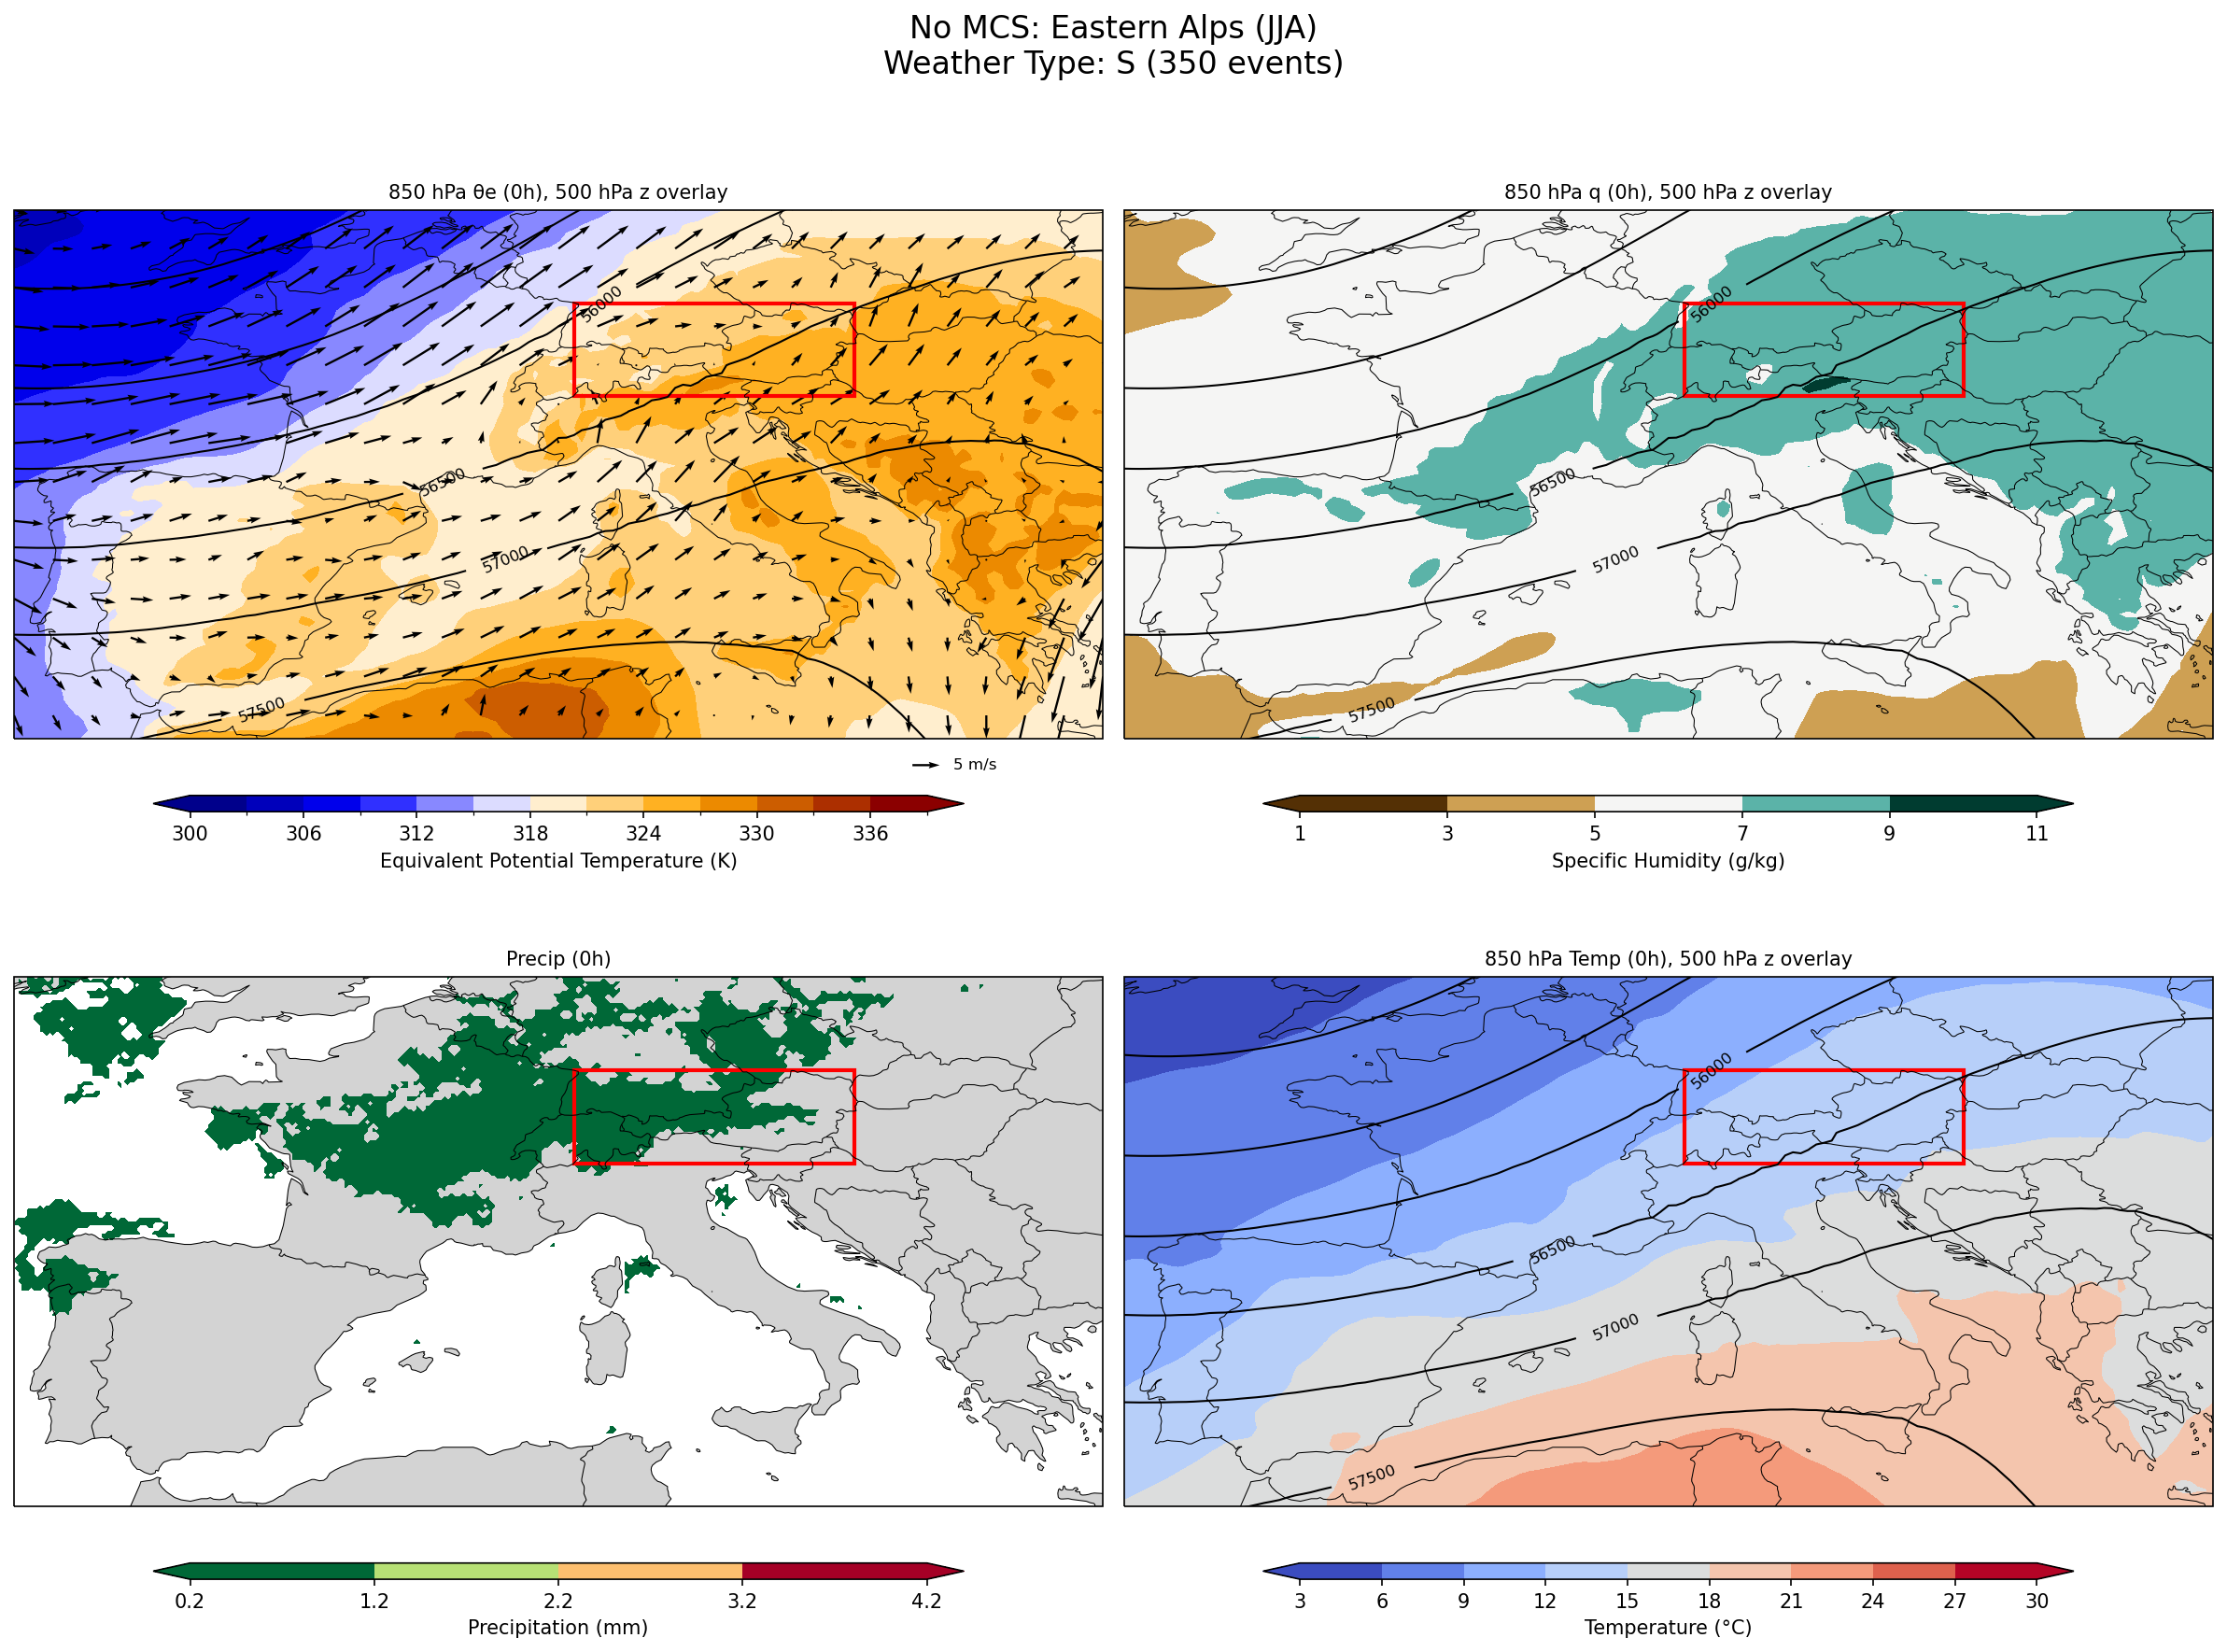 No MCS: Eastern Alps (JJA)
Weather Type: S (350 events)
850 hPa θe (0h), 500 hPa z overlay
56000
56500
57000
57500
5 m/s
300 306 312 318 324 330 336
Equivalent Potential Temperature (K)
850 hPa q (0h), 500 hPa z overlay
56000
56500
57000
57500
1 3 5 7 9 11
Specific Humidity (g/kg)
Precip (0h)
0.2 1.2 2.2 3.2 4.2
Precipitation (mm)
850 hPa Temp (0h), 500 hPa z overlay
56000
56500
57000
57500
3 6 9 12 15 18 21 24 27 30
Temperature (°C)